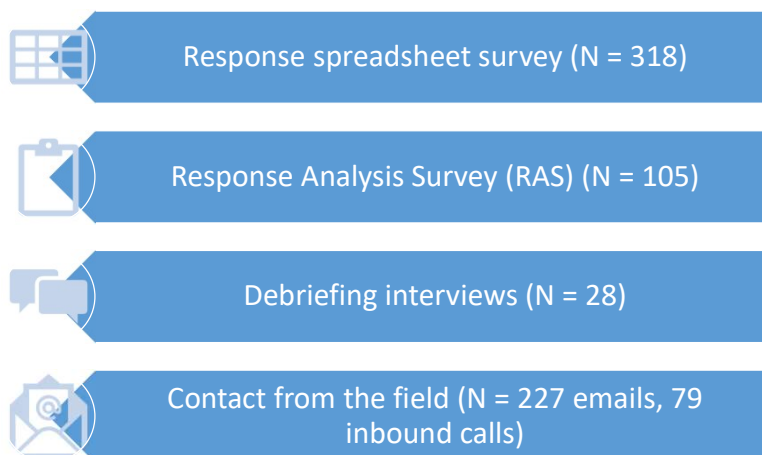 Response spreadsheet survey (N = 318)
Response Analysis Survey (RAS) (N = 105)
Debriefing interviews (N = 28)
Contact from the field (N = 227 emails, 79
inbound calls)